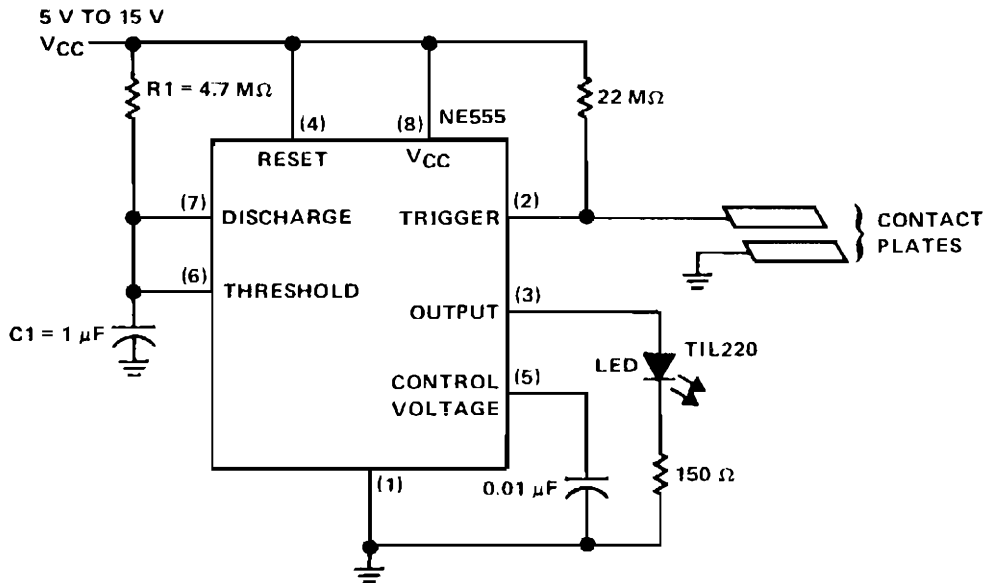 5 V TO 15 V
VCC
R1 = 4.7 MΩ
22 MΩ
(4)
(8)
NE555
RESET
VCC
(7)
DISCHARGE
TRIGGER
(2)
CONTACT
PLATES
(6)
THRESHOLD
OUTPUT
(3)
C1 = 1 μF
LED
TIL220
CONTROL
VOLTAGE
(5)
(1)
0.01 μF
150 Ω